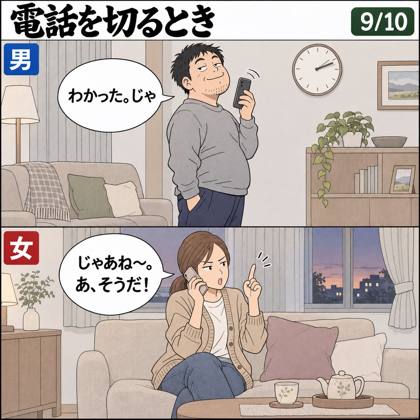 電話を切るとき
9/10
男
わかった。じゃ
女
じゃあね〜。
あ、そうだ！